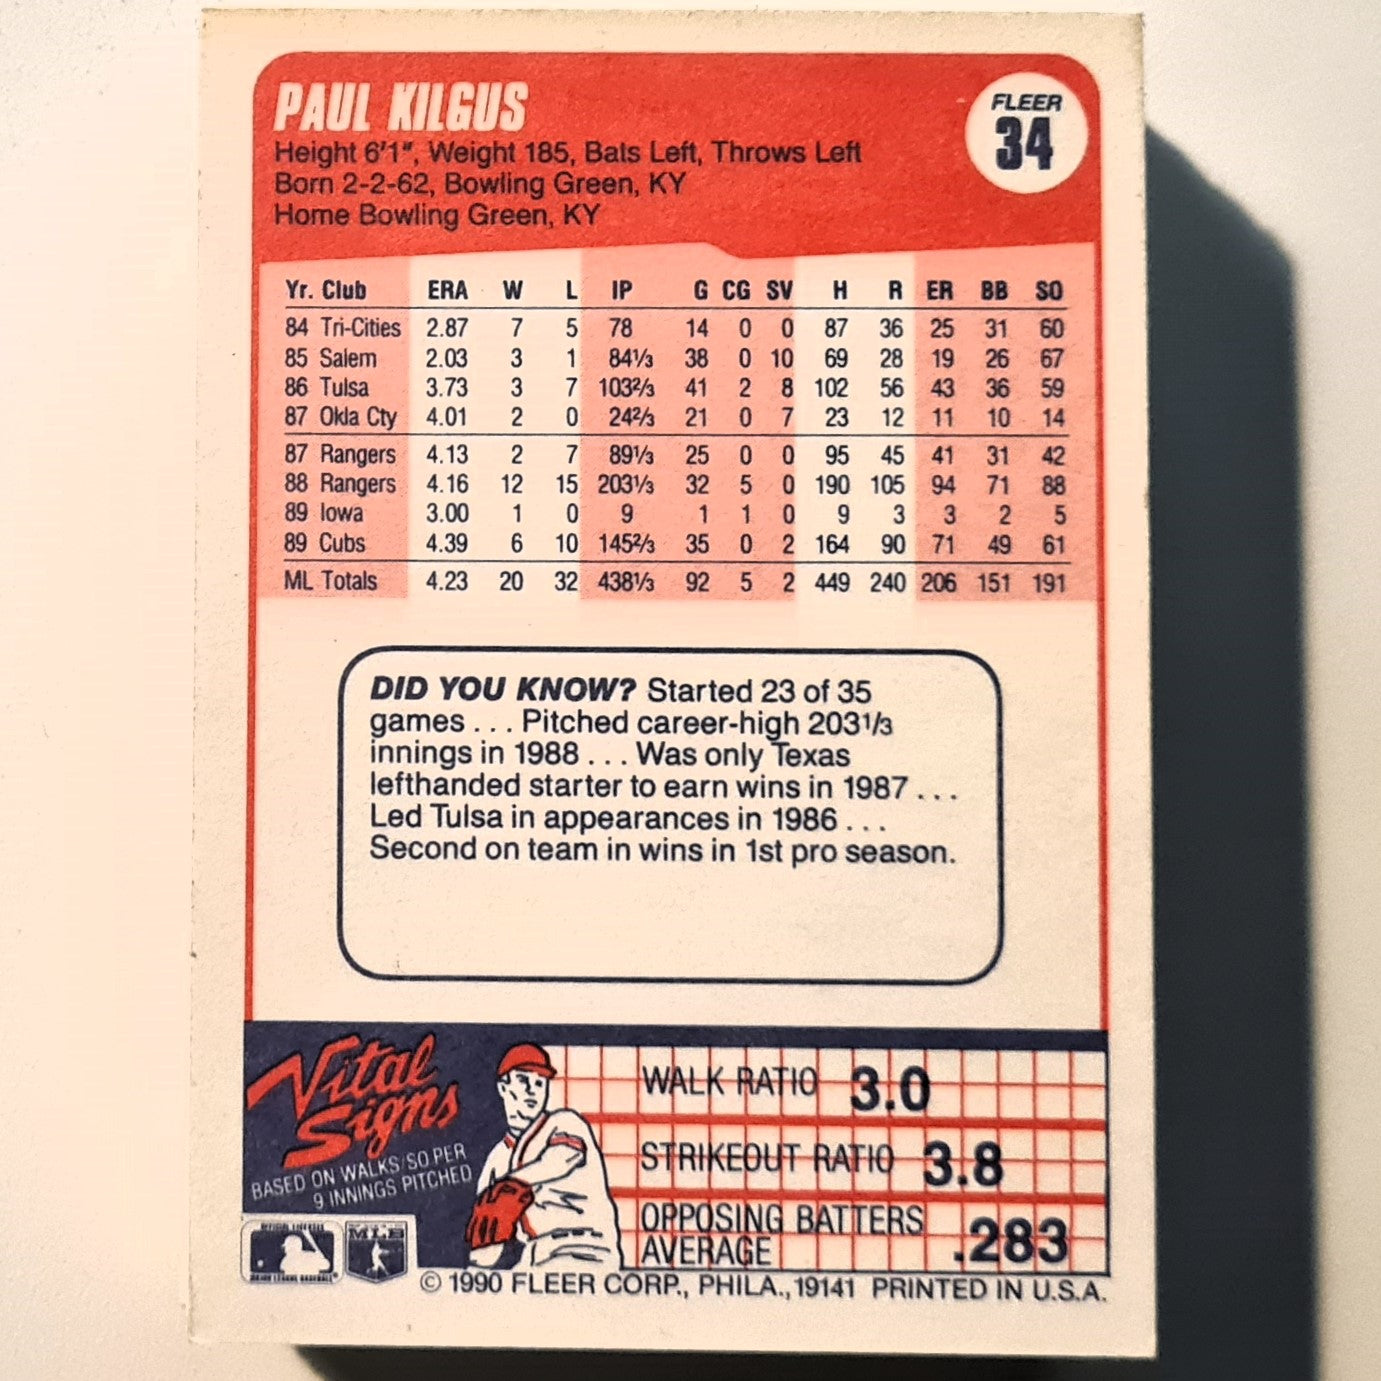 PAUL KILGUS
FLEER
34
Height 6'1", Weight 185, Bats Left, Throws Left
Born 2-2-62, Bowling Green, KY
Home Bowling Green, KY
Yr. Club ERA W L IP G CG SV H R ER BB SO
84 Tri-Cities 2.87 7 5 78 14 0 0 87 36 25 31 60
85 Salem 2.03 3 1 84⅓ 38 0 10 69 28 19 26 67
86 Tulsa 3.73 3 7 103⅔ 41 2 8 102 56 43 36 59
87 Okla Cty 4.01 2 0 24⅔ 21 0 7 23 12 11 10 14
87 Rangers 4.13 2 7 89⅓ 25 0 0 95 45 41 31 42
88 Rangers 4.16 12 15 203⅓ 32 5 0 190 105 94 71 88
89 Iowa 3.00 1 0 9 1 1 0 9 3 3 2 5
89 Cubs 4.39 6 10 145⅔ 35 0 2 164 90 71 49 61
ML Totals 4.23 20 32 438⅓ 92 5 2 449 240 206 151 191
DID YOU KNOW? Started 23 of 35
games . . . Pitched career-high 203⅓
innings in 1988 . . . Was only Texas
lefthanded starter to earn wins in 1987 . . .
Led Tulsa in appearances in 1986 . . .
Second on team in wins in 1st pro season.
Vital
Signs
BASED ON WALKS/SO PER
9 INNINGS PITCHED
WALK RATIO 3.0
STRIKEOUT RATIO 3.8
OPPOSING BATTERS
AVERAGE .283
MLB
© 1990 FLEER CORP., PHILA., 19141 PRINTED IN U.S.A.